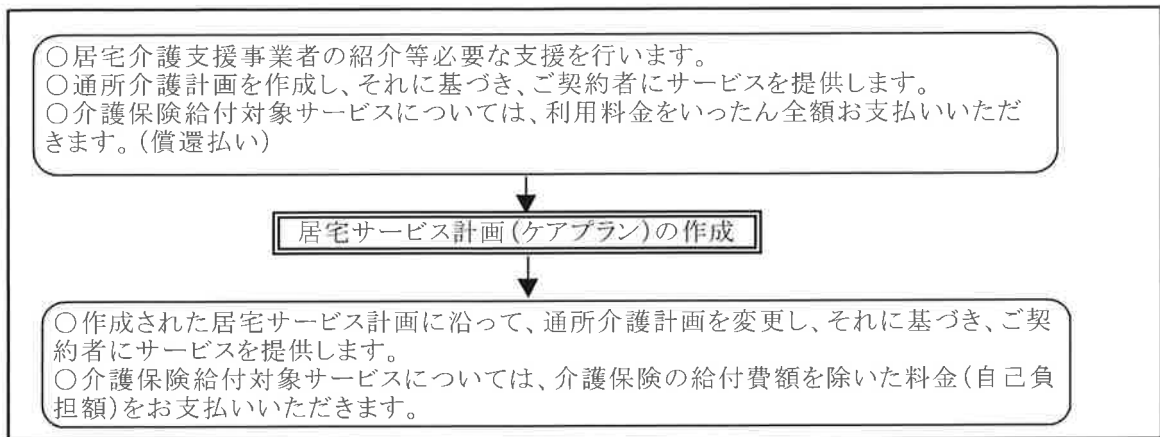 ○居宅介護支援事業者の紹介等必要な支援を行います。
○通所介護計画を作成し、それに基づき、ご契約者にサービスを提供します。
○介護保険給付対象サービスについては、利用料金をいったん全額お支払いいただ
きます。(償還払い)
居宅サービス計画(ケアプラン)の作成
○作成された居宅サービス計画に沿って、通所介護計画を変更し、それに基づき、ご契
約者にサービスを提供します。
○介護保険給付対象サービスについては、介護保険の給付費額を除いた料金(自己負
担額)をお支払いいただきます。